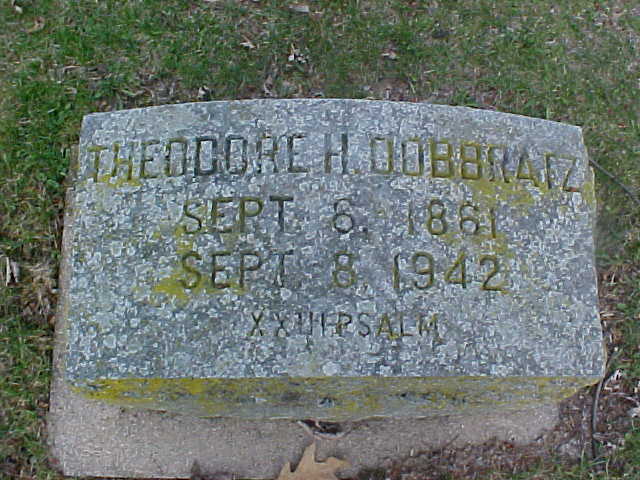 THEODORE H. DOBBRATZ
SEPT. 6, 1861
SEPT. 8, 1942
XXIII PSALM